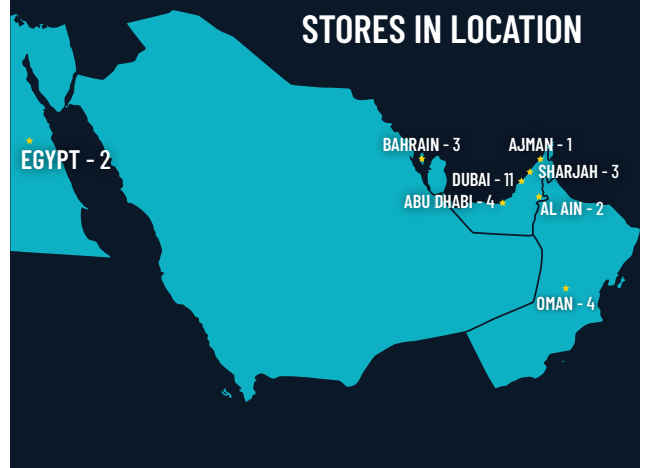 STORES IN LOCATION
BAHRAIN - 3
AJMAN - 1
EGYPT - 2
DUBAI - 11
SHARJAH - 3
ABU DHABI - 4
AL AIN - 2
OMAN - 4